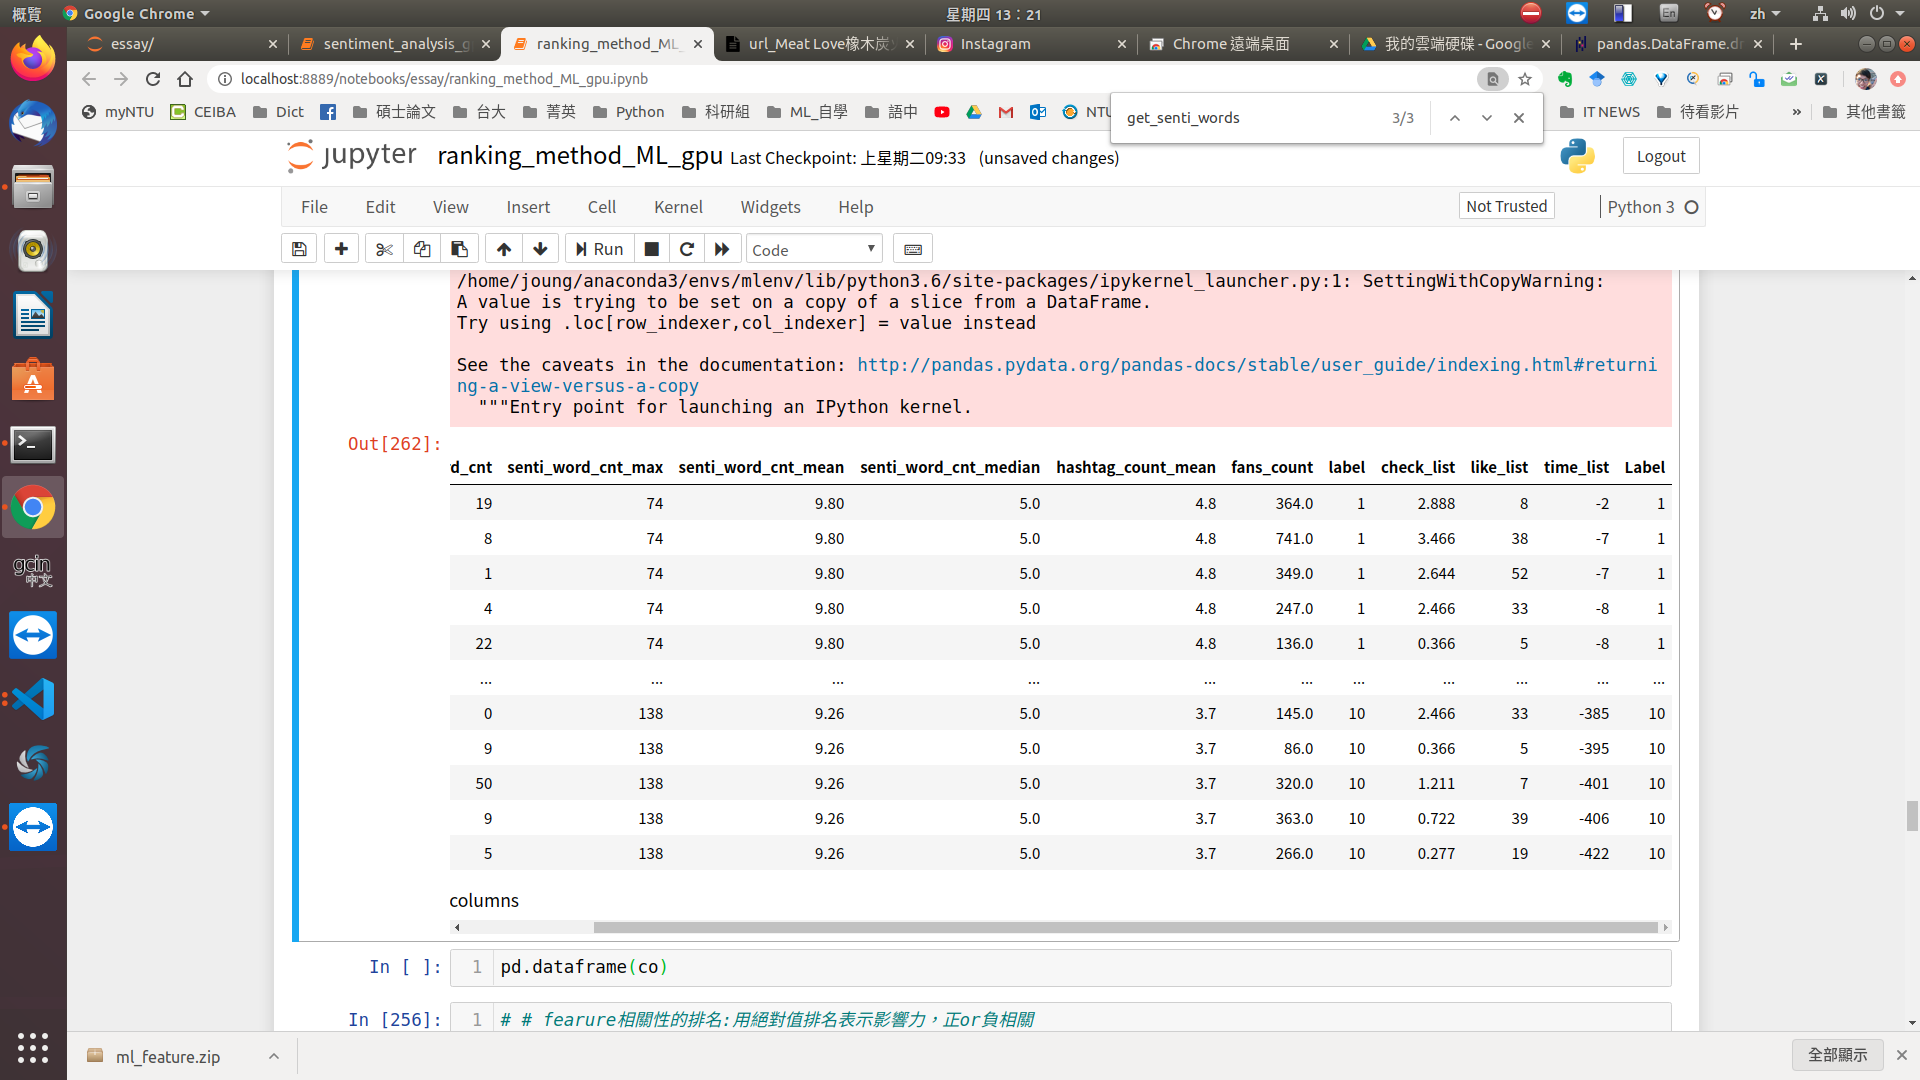 概覽 Google Chrome 星期四 13：21 En zh
essay/ sentiment_analysis_g ranking_method_ML_ url_Meat Love橡木炭 Instagram Chrome 遠端桌面 我的雲端硬碟 - Google pandas.DataFrame.dr
localhost:8889/notebooks/essay/ranking_method_ML_gpu.ipynb
myNTU CEIBA Dict 碩士論文 台大 菁英 Python 科研組 ML_自學 語中 NTU IT NEWS 待看影片 » 其他書籤
get_senti_words 3/3
jupyter ranking_method_ML_gpu Last Checkpoint: 上星期二09:33 (unsaved changes) Logout
File Edit View Insert Cell Kernel Widgets Help Not Trusted Python 3
Run Code
/home/joung/anaconda3/envs/mlenv/lib/python3.6/site-packages/ipykernel_launcher.py:1: SettingWithCopyWarning:
A value is trying to be set on a copy of a slice from a DataFrame.
Try using .loc[row_indexer,col_indexer] = value instead
See the caveats in the documentation: http://pandas.pydata.org/pandas-docs/stable/user_guide/indexing.html#returni
ng-a-view-versus-a-copy
"""Entry point for launching an IPython kernel.
Out[262]:
d_cnt senti_word_cnt_max senti_word_cnt_mean senti_word_cnt_median hashtag_count_mean fans_count label check_list like_list time_list Label
19 74 9.80 5.0 4.8 364.0 1 2.888 8 -2 1
8 74 9.80 5.0 4.8 741.0 1 3.466 38 -7 1
1 74 9.80 5.0 4.8 349.0 1 2.644 52 -7 1
4 74 9.80 5.0 4.8 247.0 1 2.466 33 -8 1
22 74 9.80 5.0 4.8 136.0 1 0.366 5 -8 1
... ... ... ... ... ... ... ... ... ... ...
0 138 9.26 5.0 3.7 145.0 10 2.466 33 -385 10
9 138 9.26 5.0 3.7 86.0 10 0.366 5 -395 10
50 138 9.26 5.0 3.7 320.0 10 1.211 7 -401 10
9 138 9.26 5.0 3.7 363.0 10 0.722 39 -406 10
5 138 9.26 5.0 3.7 266.0 10 0.277 19 -422 10
columns
In [ ]: 1 pd.dataframe(co)
In [256]: 1 # # fearure相關性的排名:用絕對值排名表示影響力，正or負相關
gcin
中文
ml_feature.zip 全部顯示